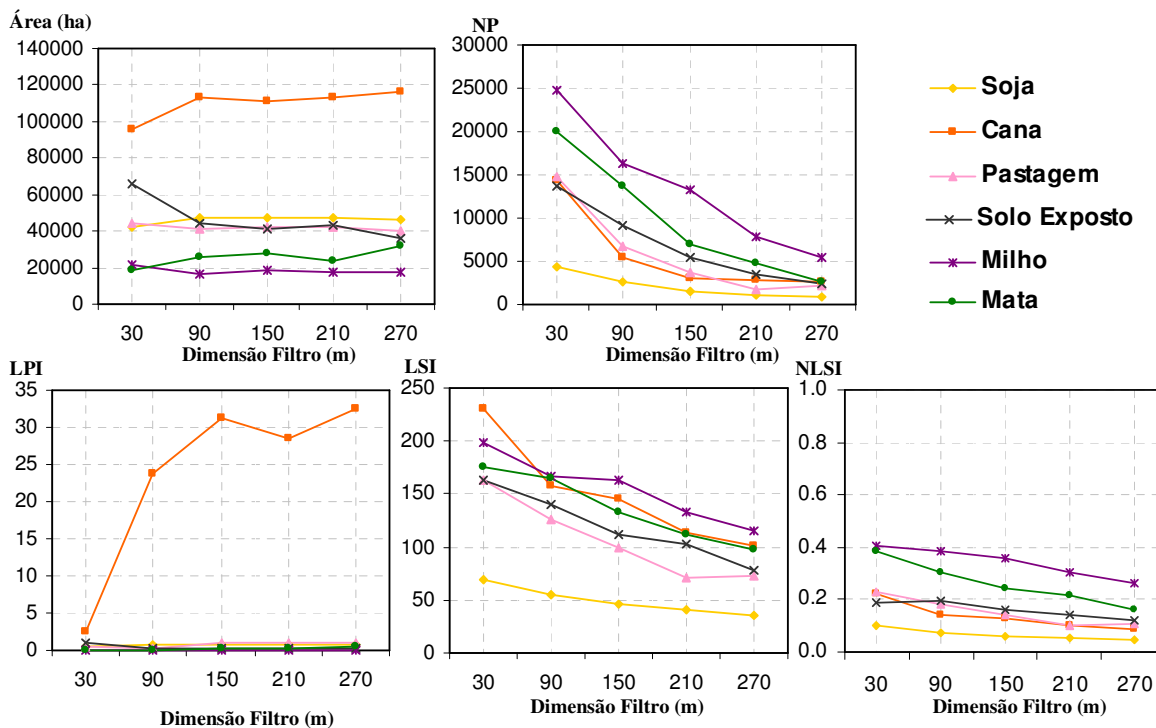 Área (ha)
140000
120000
100000
80000
60000
40000
20000
0
30 90 150 210 270
Dimensão Filtro (m)
NP
30000
25000
20000
15000
10000
5000
0
30 90 150 210 270
Dimensão Filtro (m)
Soja
Cana
Pastagem
Solo Exposto
Milho
Mata
LPI
35
30
25
20
15
10
5
0
30 90 150 210 270
Dimensão Filtro (m)
LSI
250
200
150
100
50
0
30 90 150 210 270
Dimensão Filtro (m)
NLSI
1.0
0.8
0.6
0.4
0.2
0.0
30 90 150 210 270
Dimensão Filtro (m)